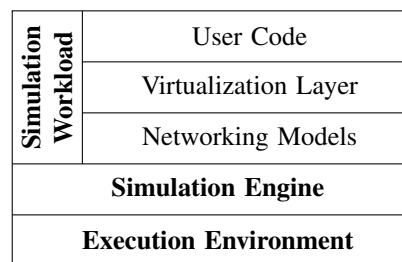 Simulation
Workload
User Code
Virtualization Layer
Networking Models
Simulation Engine
Execution Environment